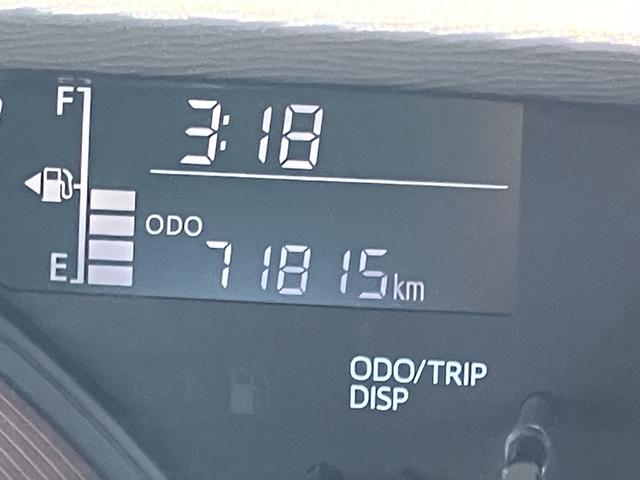 F
3:18
ODO
E
71815km
ODO/TRIP
DISP